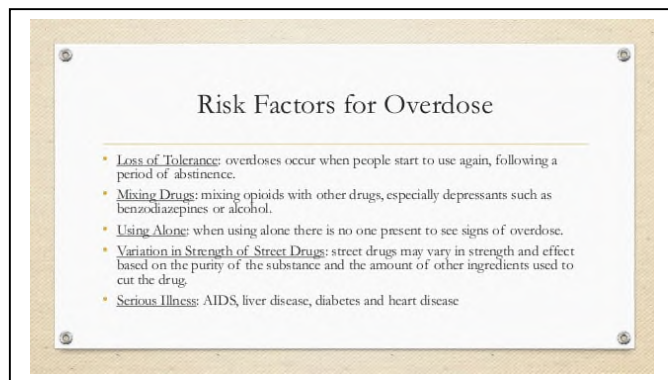 Risk Factors for Overdose
• Loss of Tolerance: overdoses occur when people start to use again, following a
period of abstinence.
• Mixing Drugs: mixing opioids with other drugs, especially depressants such as
benzodiazepines or alcohol.
• Using Alone: when using alone there is no one present to see signs of overdose.
• Variation in Strength of Street Drugs: street drugs may vary in strength and effect
based on the purity of the substance and the amount of other ingredients used to
cut the drug.
• Serious Illness: AIDS, liver disease, diabetes and heart disease